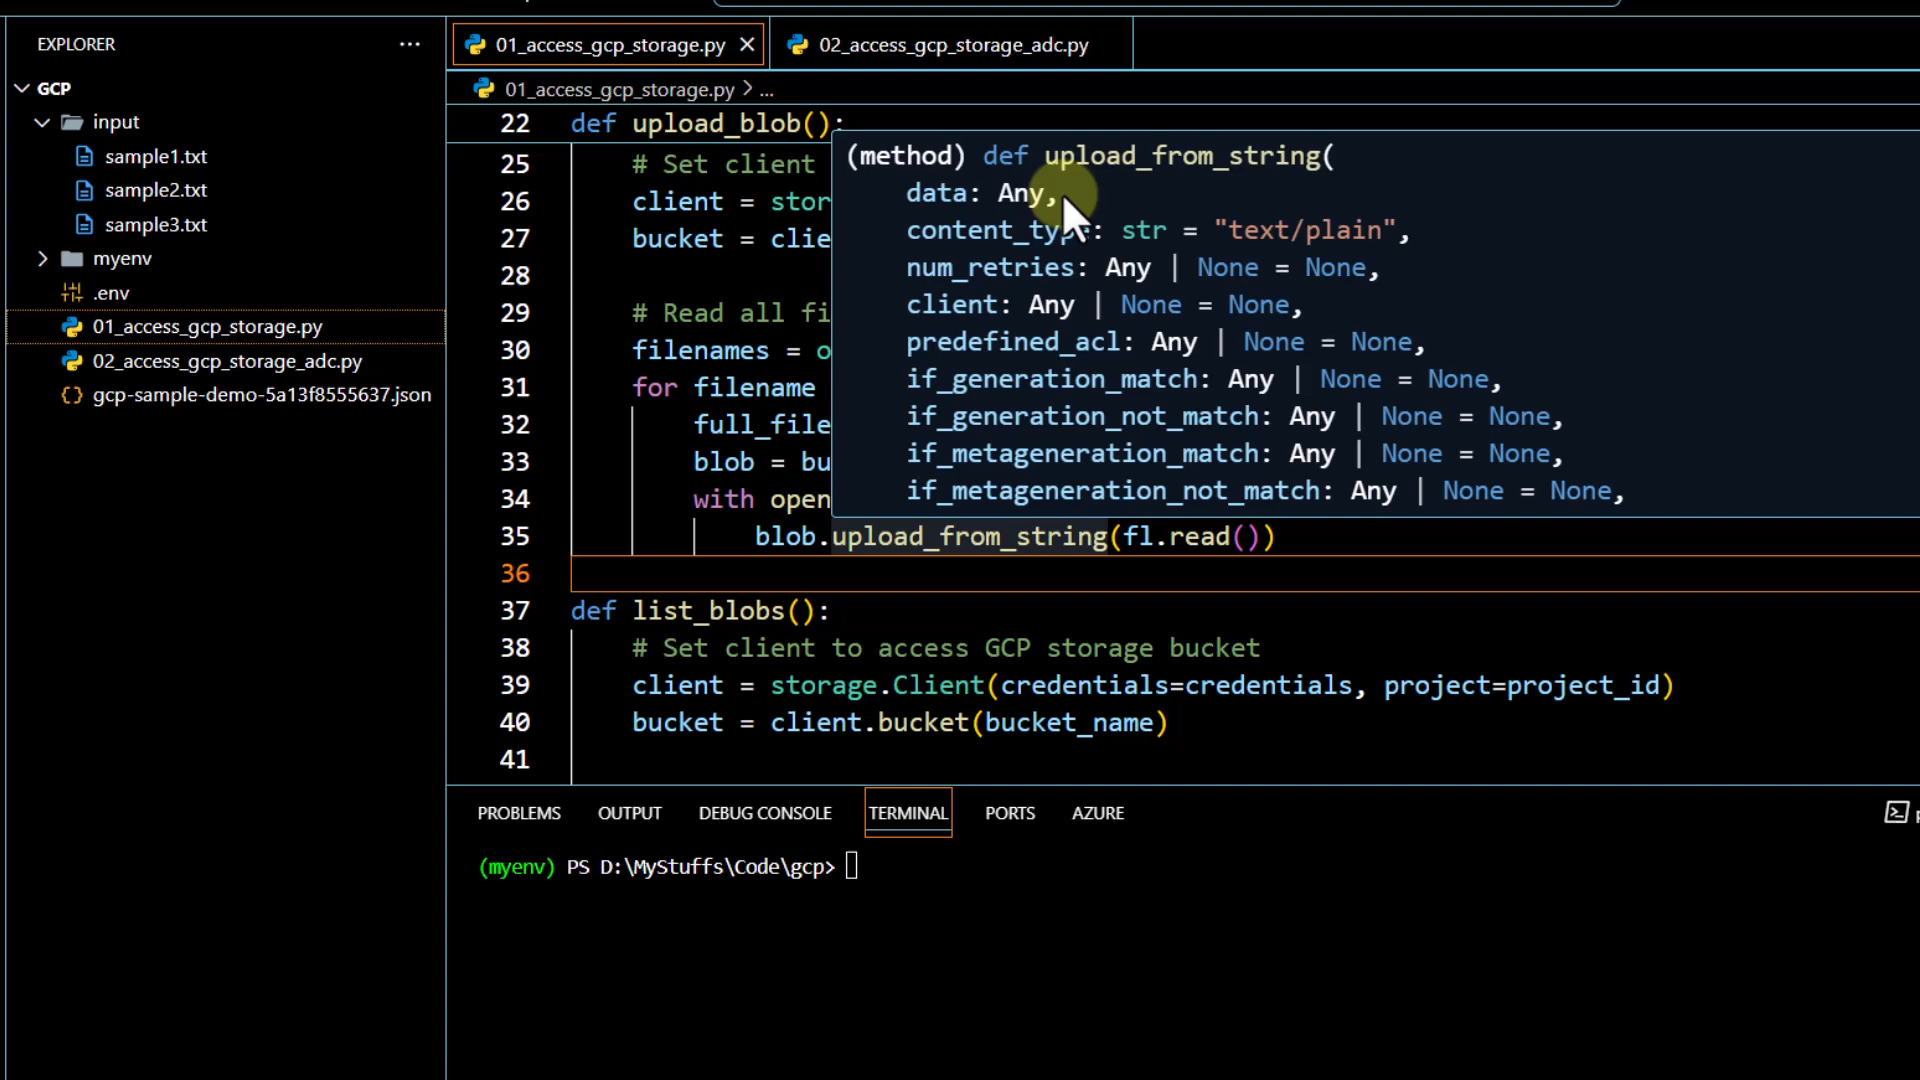 EXPLORER
GCP
input
sample1.txt
sample2.txt
sample3.txt
myenv
.env
01_access_gcp_storage.py
02_access_gcp_storage_adc.py
gcp-sample-demo-5a13f8555637.json
01_access_gcp_storage.py
02_access_gcp_storage_adc.py
01_access_gcp_storage.py > ...
22 def upload_blob():
(method) def upload_from_string(
data: Any,
content_type: str = "text/plain",
num_retries: Any | None = None,
client: Any | None = None,
predefined_acl: Any | None = None,
if_generation_match: Any | None = None,
if_generation_not_match: Any | None = None,
if_metageneration_match: Any | None = None,
if_metageneration_not_match: Any | None = None,
25 # Set client
26 client = stor
27 bucket = clie
28
29 # Read all fi
30 filenames = o
31 for filename
32 full_file
33 blob = bu
34 with open
35 blob.upload_from_string(fl.read())
36
37 def list_blobs():
38 # Set client to access GCP storage bucket
39 client = storage.Client(credentials=credentials, project=project_id)
40 bucket = client.bucket(bucket_name)
41
PROBLEMS OUTPUT DEBUG CONSOLE TERMINAL PORTS AZURE
(myenv) PS D:\MyStuffs\Code\gcp>